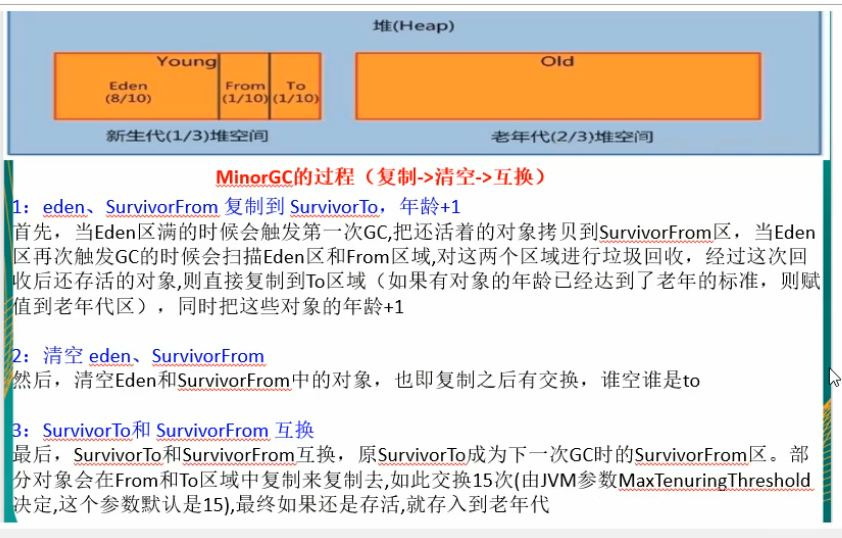 堆(Heap)
Young
Old
Eden
(8/10)
From
(1/10)
To
(1/10)
新生代(1/3)堆空间
老年代(2/3)堆空间
MinorGC的过程（复制->清空->互换）
1：eden、SurvivorFrom 复制到 SurvivorTo，年龄+1
首先，当Eden区满的时候会触发第一次GC,把还活着的对象拷贝到SurvivorFrom区，当Eden
区再次触发GC的时候会扫描Eden区和From区域,对这两个区域进行垃圾回收，经过这次回
收后还存活的对象,则直接复制到To区域（如果有对象的年龄已经达到了老年的标准，则赋
值到老年代区），同时把这些对象的年龄+1
2：清空 eden、SurvivorFrom
然后，清空Eden和SurvivorFrom中的对象，也即复制之后有交换，谁空谁是to
3：SurvivorTo和 SurvivorFrom 互换
最后，SurvivorTo和SurvivorFrom互换，原SurvivorTo成为下一次GC时的SurvivorFrom区。部
分对象会在From和To区域中复制来复制去,如此交换15次(由JVM参数MaxTenuringThreshold
决定,这个参数默认是15),最终如果还是存活,就存入到老年代